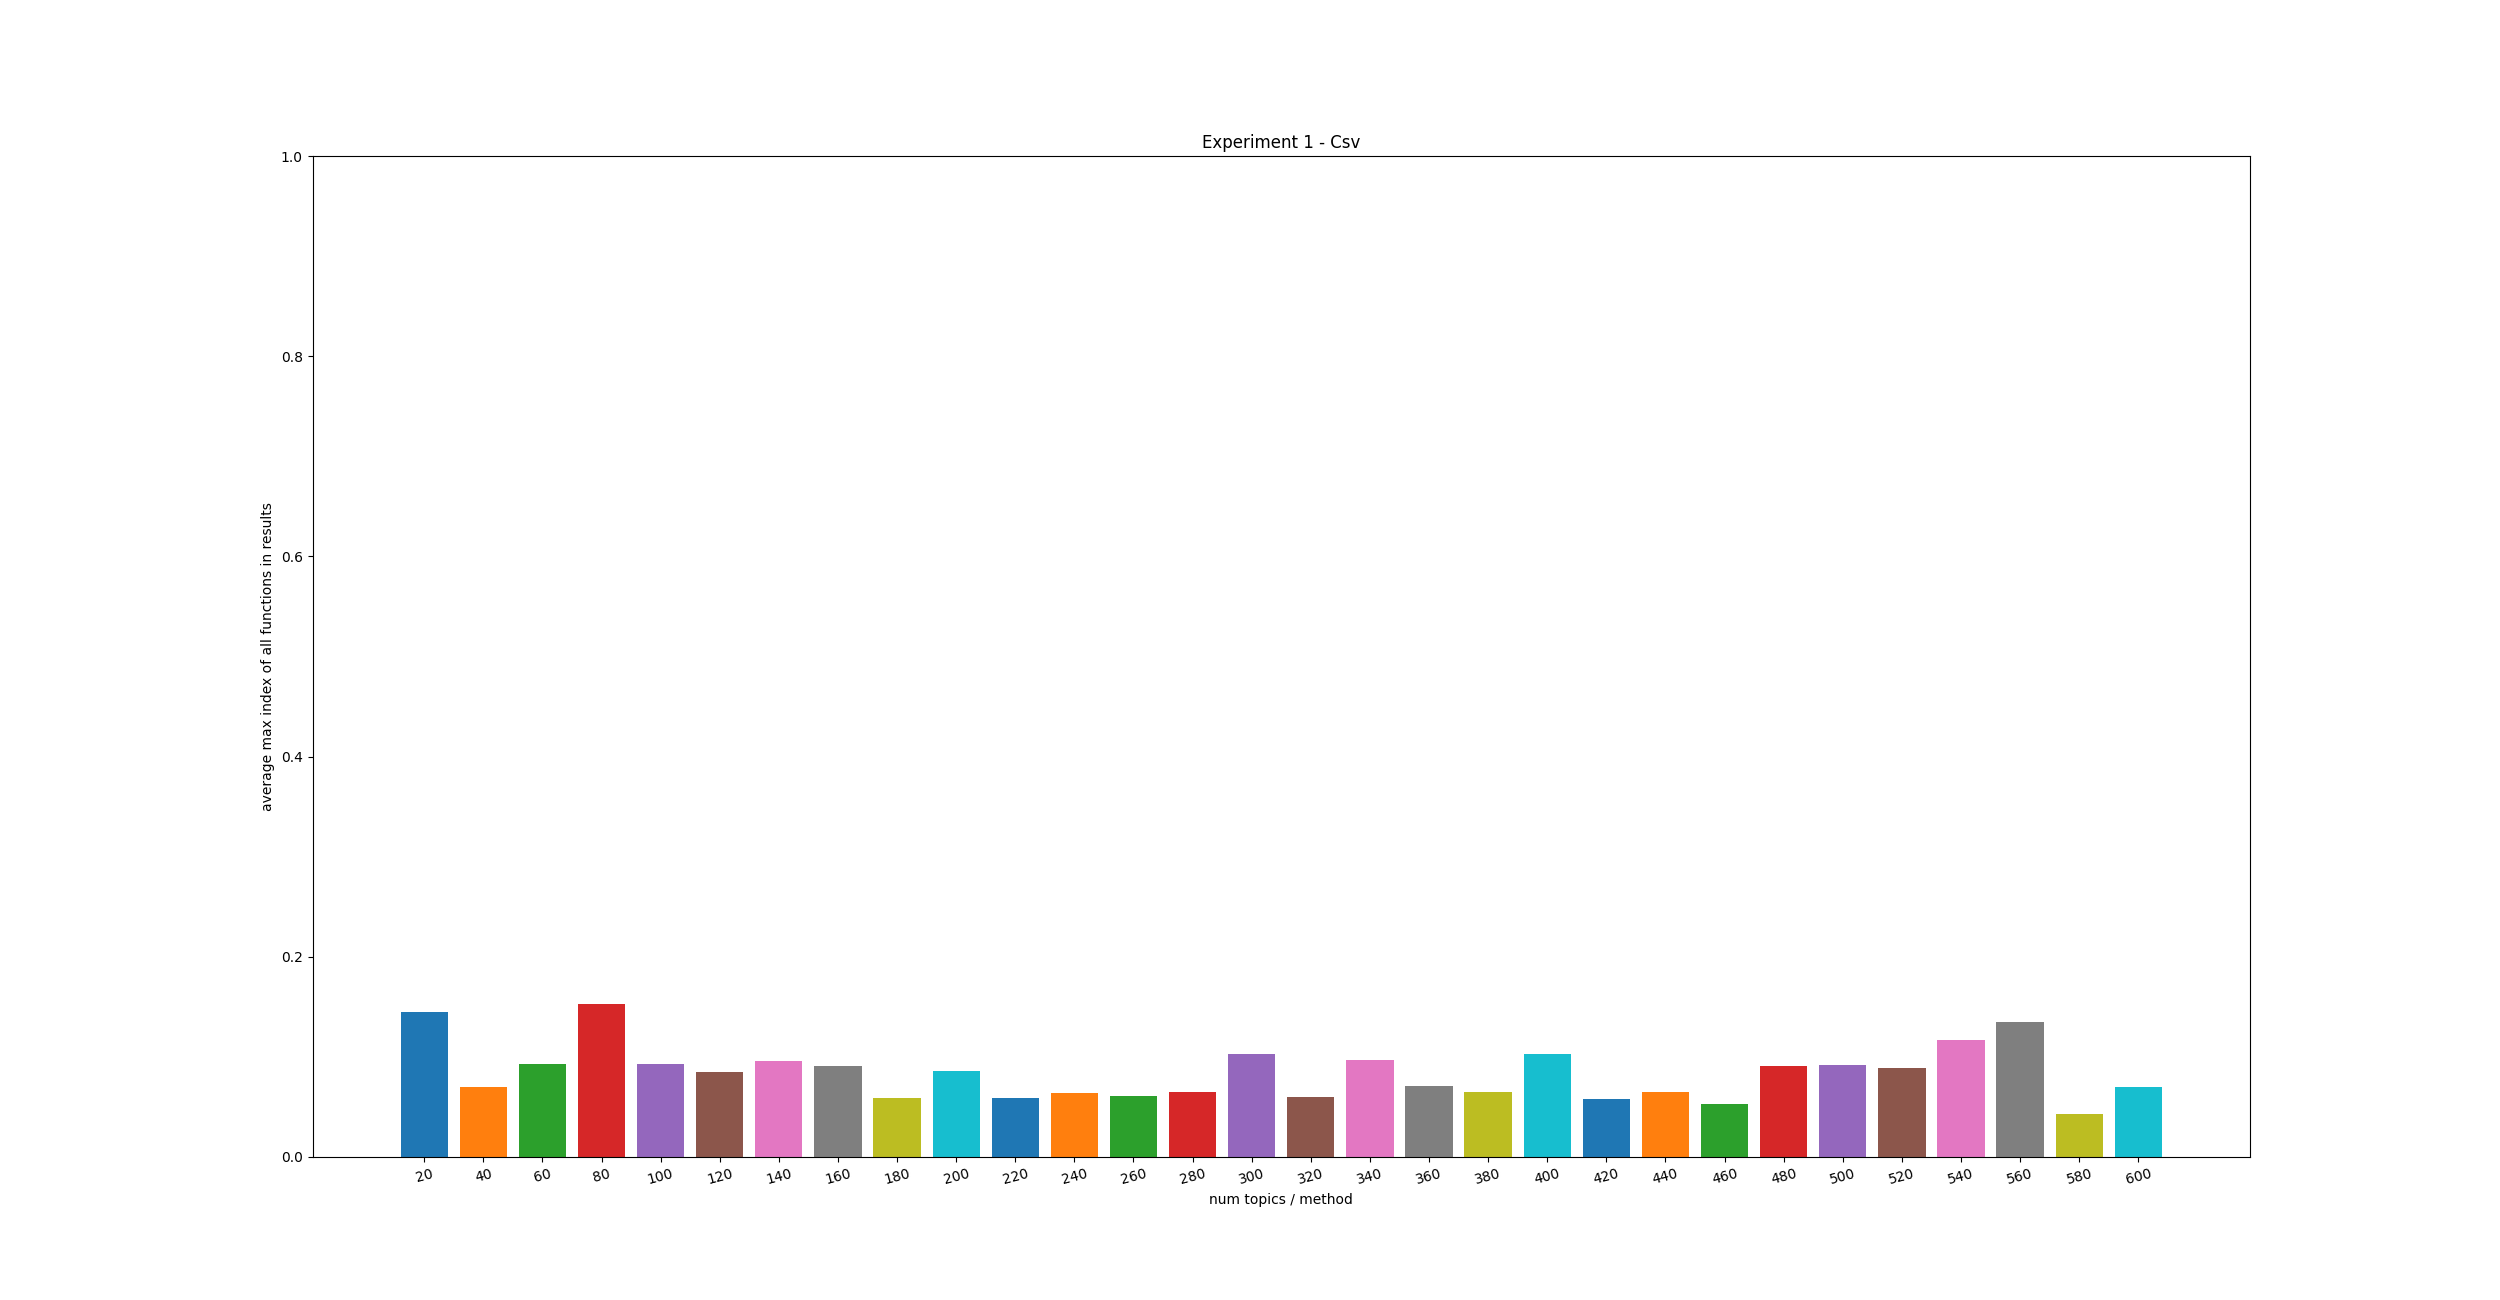 Experiment 1 - Csv
1.0
0.8
0.6
0.4
0.2
0.0
average max index of all functions in results
20 40 60 80 100 120 140 160 180 200 220 240 260 280 300 320 340 360 380 400 420 440 460 480 500 520 540 560 580 600
num topics / method